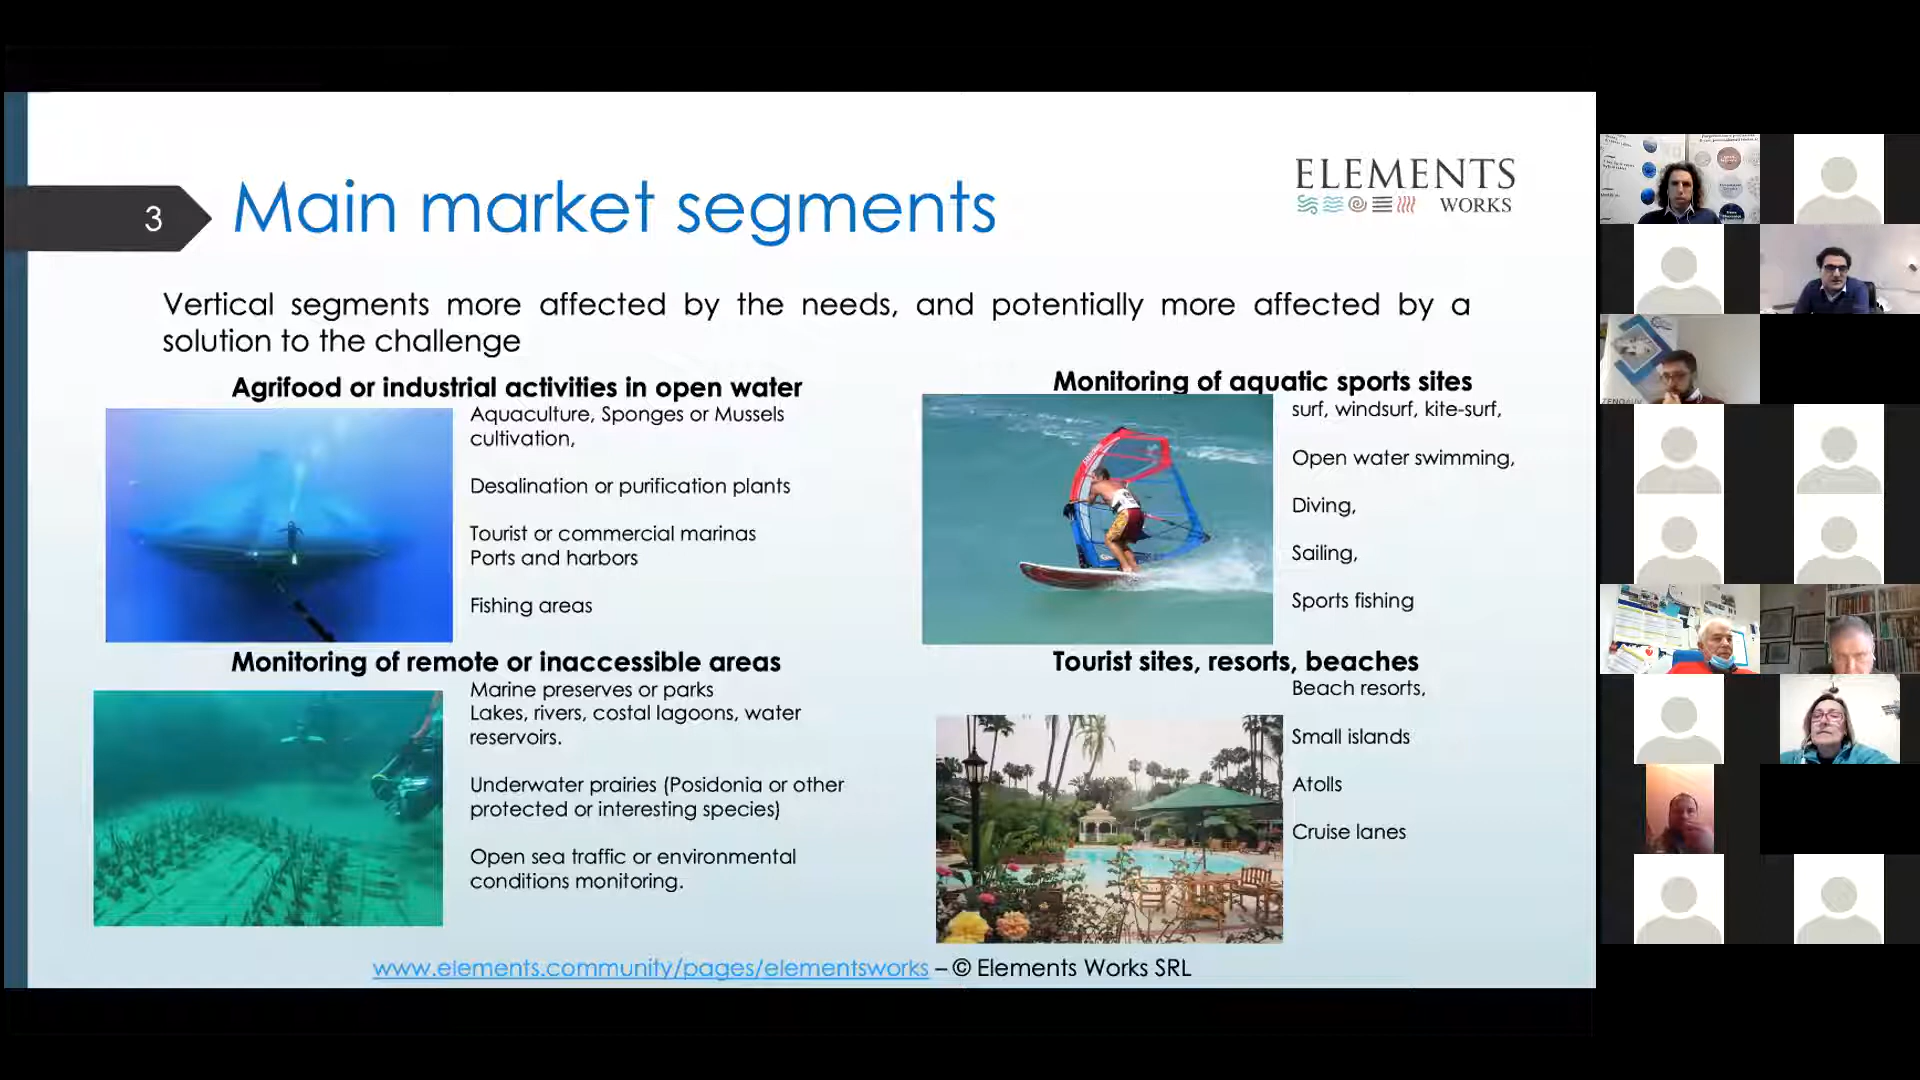 3
Main market segments
ELEMENTS
WORKS
Vertical segments more affected by the needs, and potentially more affected by a
solution to the challenge
Agrifood or industrial activities in open water
Aquaculture, Sponges or Mussels
cultivation,
Desalination or purification plants
Tourist or commercial marinas
Ports and harbors
Fishing areas
Monitoring of aquatic sports sites
surf, windsurf, kite-surf,
Open water swimming,
Diving,
Sailing,
Sports fishing
Monitoring of remote or inaccessible areas
Marine preserves or parks
Lakes, rivers, costal lagoons, water
reservoirs.
Underwater prairies (Posidonia or other
protected or interesting species)
Open sea traffic or environmental
conditions monitoring.
Tourist sites, resorts, beaches
Beach resorts,
Small islands
Atolls
Cruise lanes
www.elements.community/pages/elementsworks – © Elements Works SRL